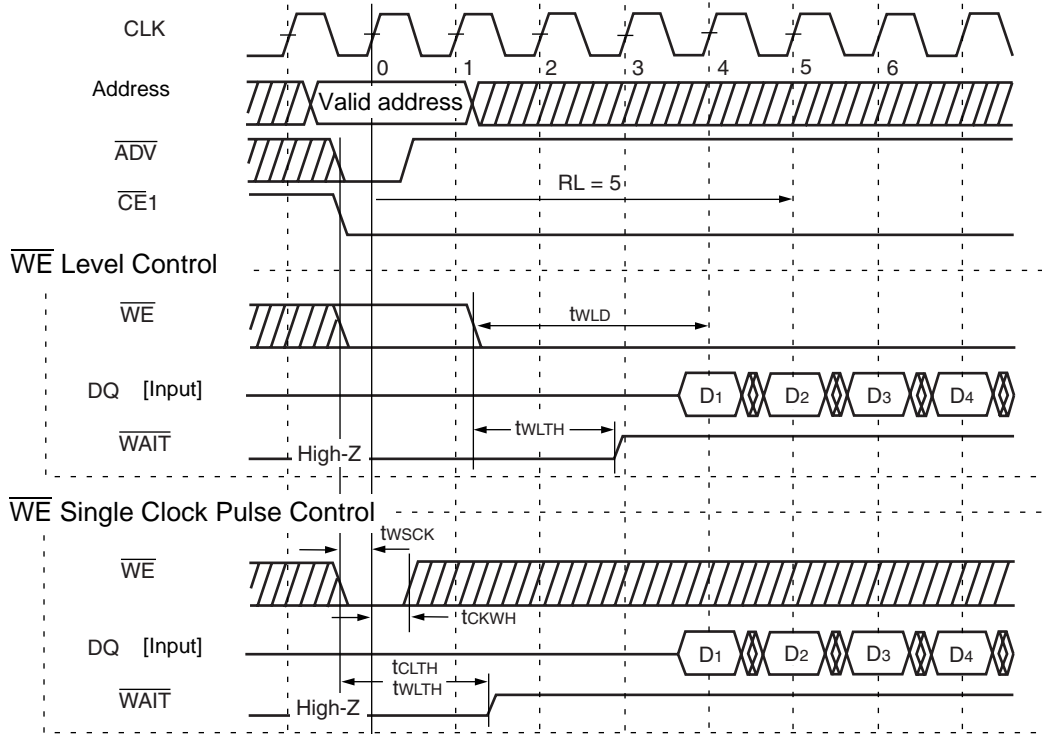 CLK
0 1 2 3 4 5 6
Address
Valid address
ADV
RL = 5
CE1
WE Level Control
WE
tWLD
DQ [Input]
D1 D2 D3 D4
tWLTH
WAIT
High-Z
WE Single Clock Pulse Control
tWSCK
WE
tCKWH
DQ [Input]
D1 D2 D3 D4
tCLTH
tWLTH
WAIT
High-Z